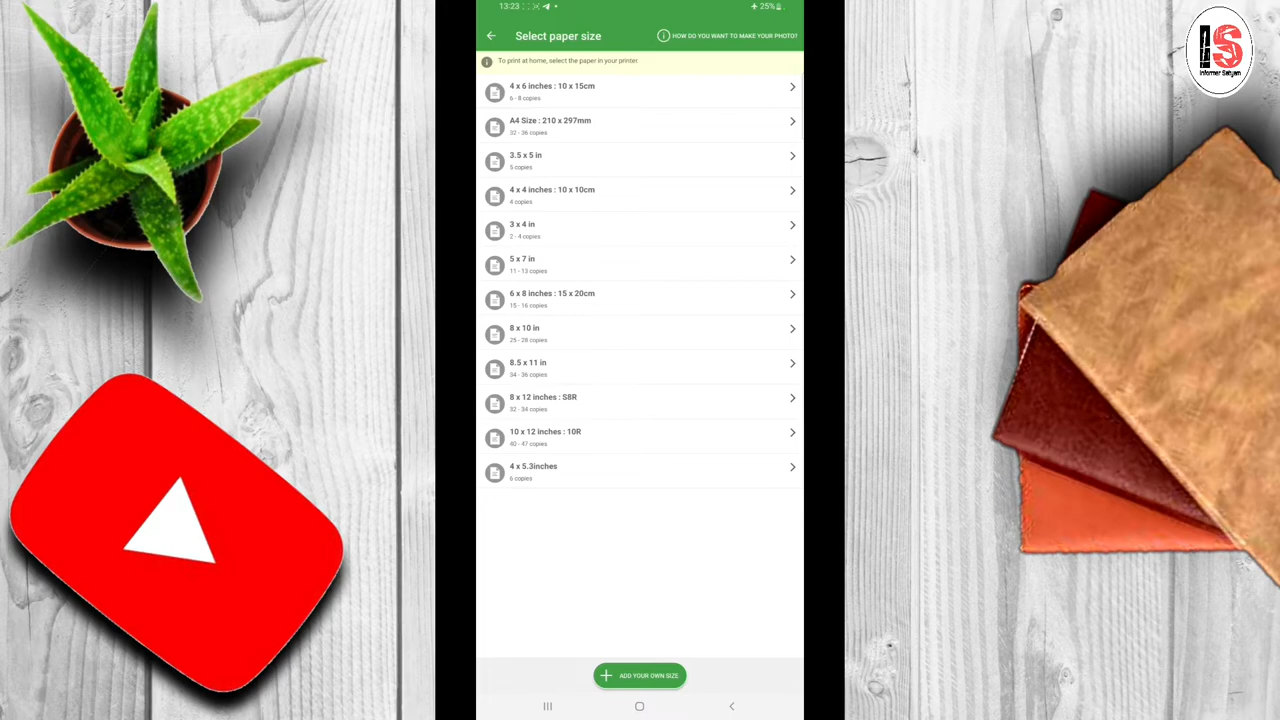 13:23
25%
Select paper size
HOW DO YOU WANT TO MAKE YOUR PHOTO?
To print at home, select the paper in your printer.
4 x 6 inches : 10 x 15cm
6 - 8 copies
A4 Size : 210 x 297mm
32 - 36 copies
3.5 x 5 in
5 copies
4 x 4 inches : 10 x 10cm
4 copies
3 x 4 in
2 - 4 copies
5 x 7 in
11 - 13 copies
6 x 8 inches : 15 x 20cm
15 - 16 copies
8 x 10 in
25 - 28 copies
8.5 x 11 in
34 - 36 copies
8 x 12 inches : S8R
32 - 34 copies
10 x 12 inches : 10R
40 - 47 copies
4 x 5.3inches
6 copies
ADD YOUR OWN SIZE
IS
Informer Satyam